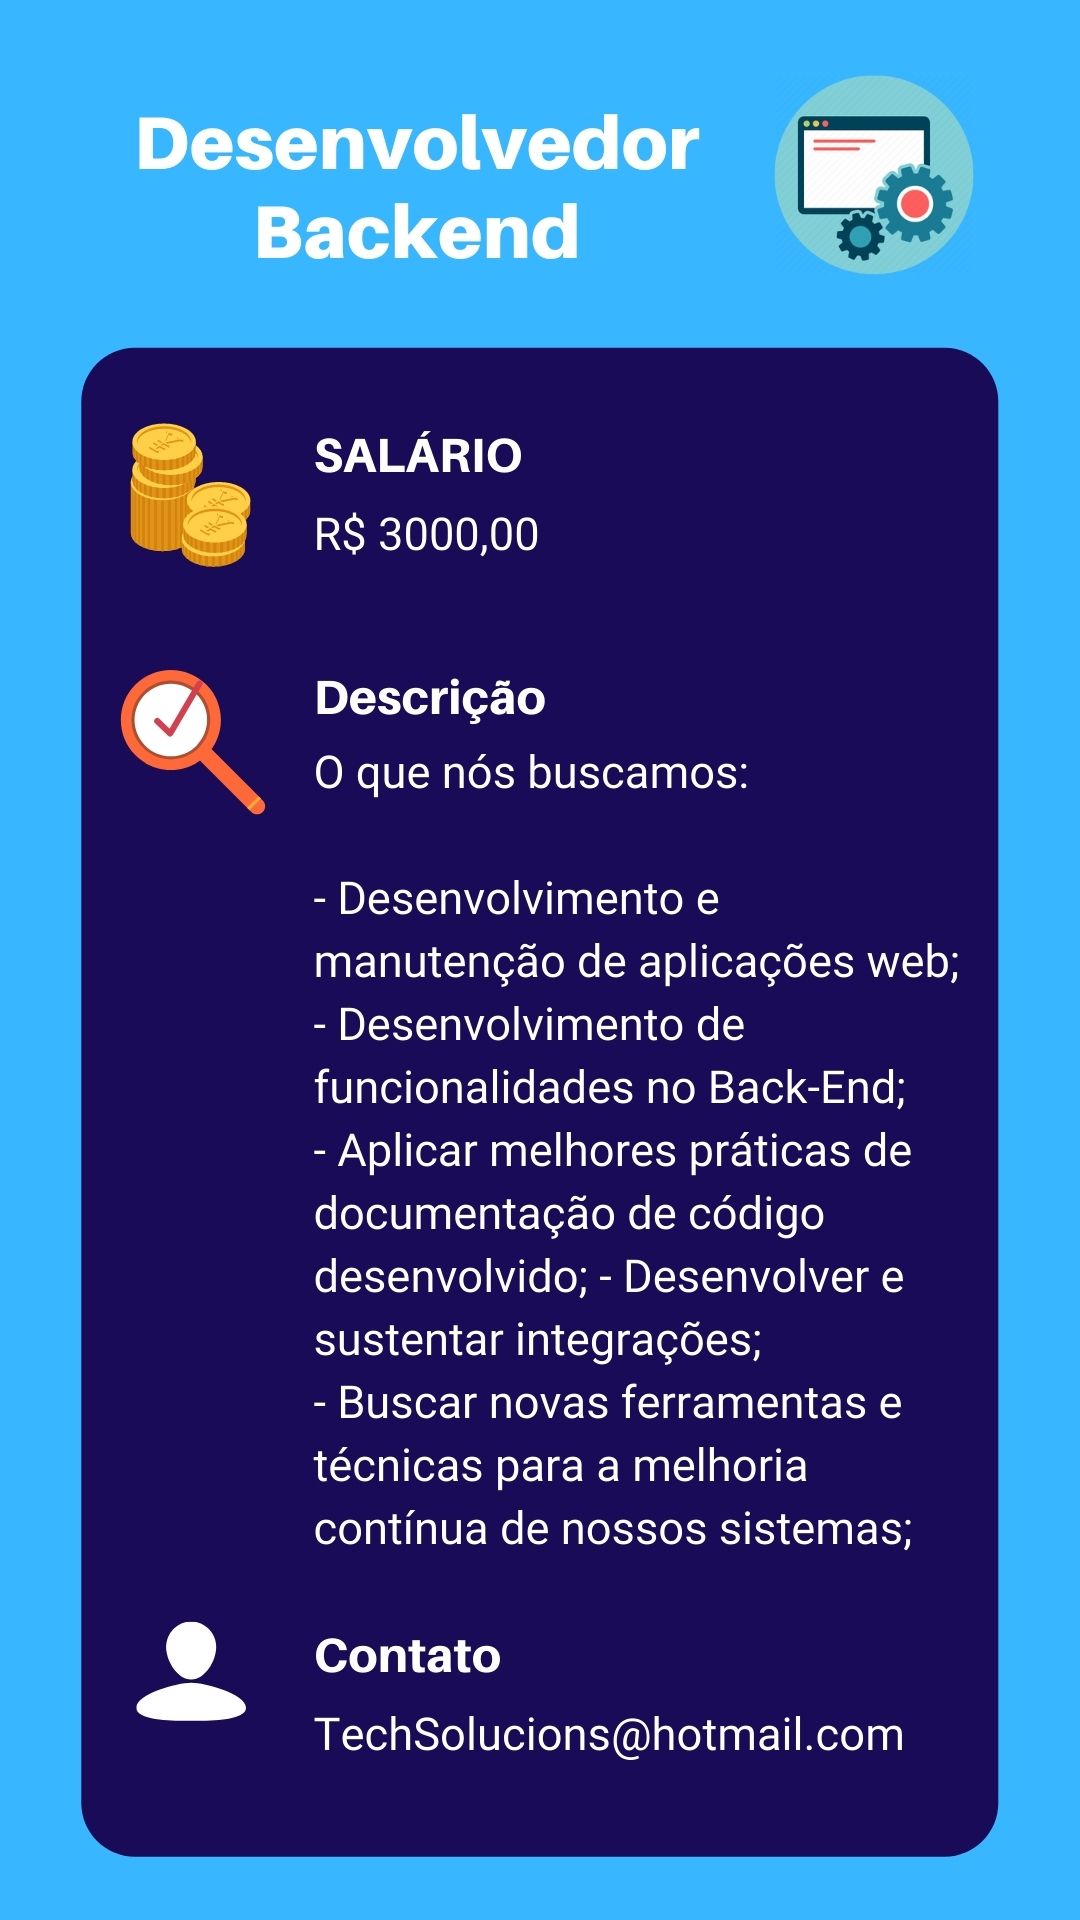 Desenvolvedor
Backend
SALÁRIO
R$ 3000,00
Descrição
O que nós buscamos:
- Desenvolvimento e
manutenção de aplicações web;
- Desenvolvimento de
funcionalidades no Back-End;
- Aplicar melhores práticas de
documentação de código
desenvolvido; - Desenvolver e
sustentar integrações;
- Buscar novas ferramentas e
técnicas para a melhoria
contínua de nossos sistemas;
Contato
TechSolucions@hotmail.com